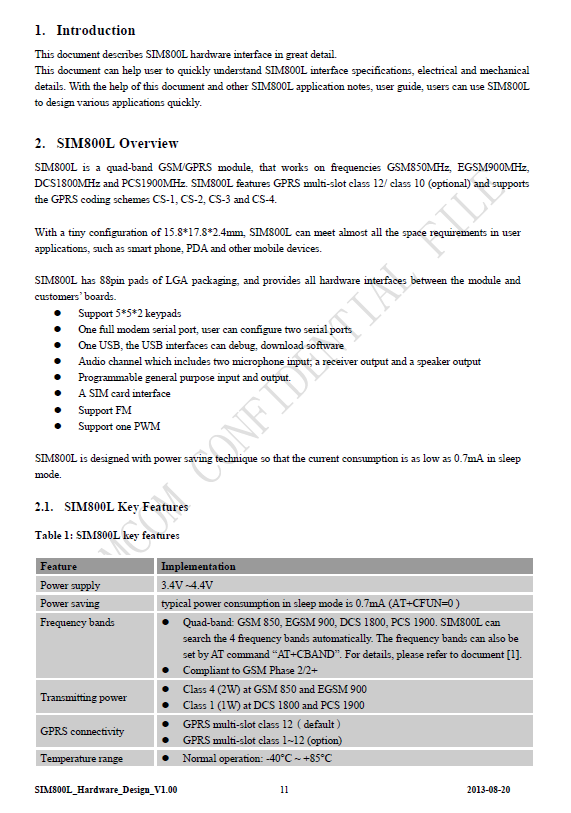 1. Introduction
This document describes SIM800L hardware interface in great detail.
This document can help user to quickly understand SIM800L interface specifications, electrical and mechanical
details. With the help of this document and other SIM800L application notes, user guide, users can use SIM800L
to design various applications quickly.
2. SIM800L Overview
SIM800L is a quad-band GSM/GPRS module, that works on frequencies GSM850MHz, EGSM900MHz,
DCS1800MHz and PCS1900MHz. SIM800L features GPRS multi-slot class 12/ class 10 (optional) and supports
the GPRS coding schemes CS-1, CS-2, CS-3 and CS-4.
With a tiny configuration of 15.8*17.8*2.4mm, SIM800L can meet almost all the space requirements in user
applications, such as smart phone, PDA and other mobile devices.
SIM800L has 88pin pads of LGA packaging, and provides all hardware interfaces between the module and
customers' boards.
● Support 5*5*2 keypads
● One full modem serial port, user can configure two serial ports
● One USB, the USB interfaces can debug, download software
● Audio channel which includes two microphone input; a receiver output and a speaker output
● Programmable general purpose input and output.
● A SIM card interface
● Support FM
● Support one PWM
SIM800L is designed with power saving technique so that the current consumption is as low as 0.7mA in sleep
mode.
2.1. SIM800L Key Features
Table 1: SIM800L key features
Feature Implementation
Power supply 3.4V ~4.4V
Power saving typical power consumption in sleep mode is 0.7mA (AT+CFUN=0 )
Frequency bands ● Quad-band: GSM 850, EGSM 900, DCS 1800, PCS 1900. SIM800L can
search the 4 frequency bands automatically. The frequency bands can also be
set by AT command “AT+CBAND”. For details, please refer to document [1].
● Compliant to GSM Phase 2/2+
Transmitting power ● Class 4 (2W) at GSM 850 and EGSM 900
● Class 1 (1W) at DCS 1800 and PCS 1900
GPRS connectivity ● GPRS multi-slot class 12（default）
● GPRS multi-slot class 1~12 (option)
Temperature range ● Normal operation: -40°C ~ +85°C
SIM800L_Hardware_Design_V1.00 11 2013-08-20
MCOM CONFIDENTIAL FILE